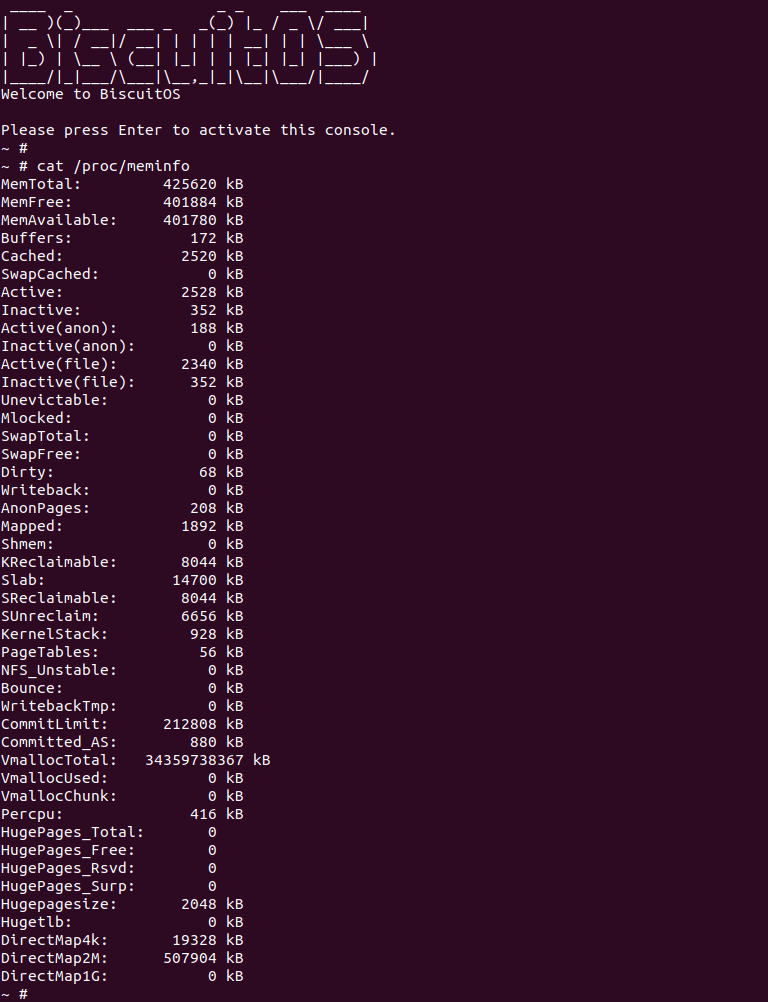 ____  _                _ _    ___  ____
| __ )(_)___  ___ _   _(_) |_ / _ \/ ___|
|  _ \| / __|/ __| | | | | __| | | \___ \
| |_) | \__ \ (__| |_| | | |_| |_| |___) |
|____/|_|___/\___|\__,_|_|\__|\___/|____/
Welcome to BiscuitOS

Please press Enter to activate this console.
~ #
~ # cat /proc/meminfo
MemTotal:         425620 kB
MemFree:          401884 kB
MemAvailable:     401780 kB
Buffers:             172 kB
Cached:             2520 kB
SwapCached:            0 kB
Active:             2528 kB
Inactive:            352 kB
Active(anon):        188 kB
Inactive(anon):        0 kB
Active(file):       2340 kB
Inactive(file):      352 kB
Unevictable:           0 kB
Mlocked:               0 kB
SwapTotal:             0 kB
SwapFree:              0 kB
Dirty:                68 kB
Writeback:             0 kB
AnonPages:           208 kB
Mapped:             1892 kB
Shmem:                 0 kB
KReclaimable:       8044 kB
Slab:              14700 kB
SReclaimable:       8044 kB
SUnreclaim:         6656 kB
KernelStack:         928 kB
PageTables:           56 kB
NFS_Unstable:          0 kB
Bounce:                0 kB
WritebackTmp:          0 kB
CommitLimit:      212808 kB
Committed_AS:        880 kB
VmallocTotal:   34359738367 kB
VmallocUsed:           0 kB
VmallocChunk:          0 kB
Percpu:              416 kB
HugePages_Total:       0
HugePages_Free:        0
HugePages_Rsvd:        0
HugePages_Surp:        0
Hugepagesize:       2048 kB
Hugetlb:               0 kB
DirectMap4k:       19328 kB
DirectMap2M:      507904 kB
DirectMap1G:           0 kB
~ #